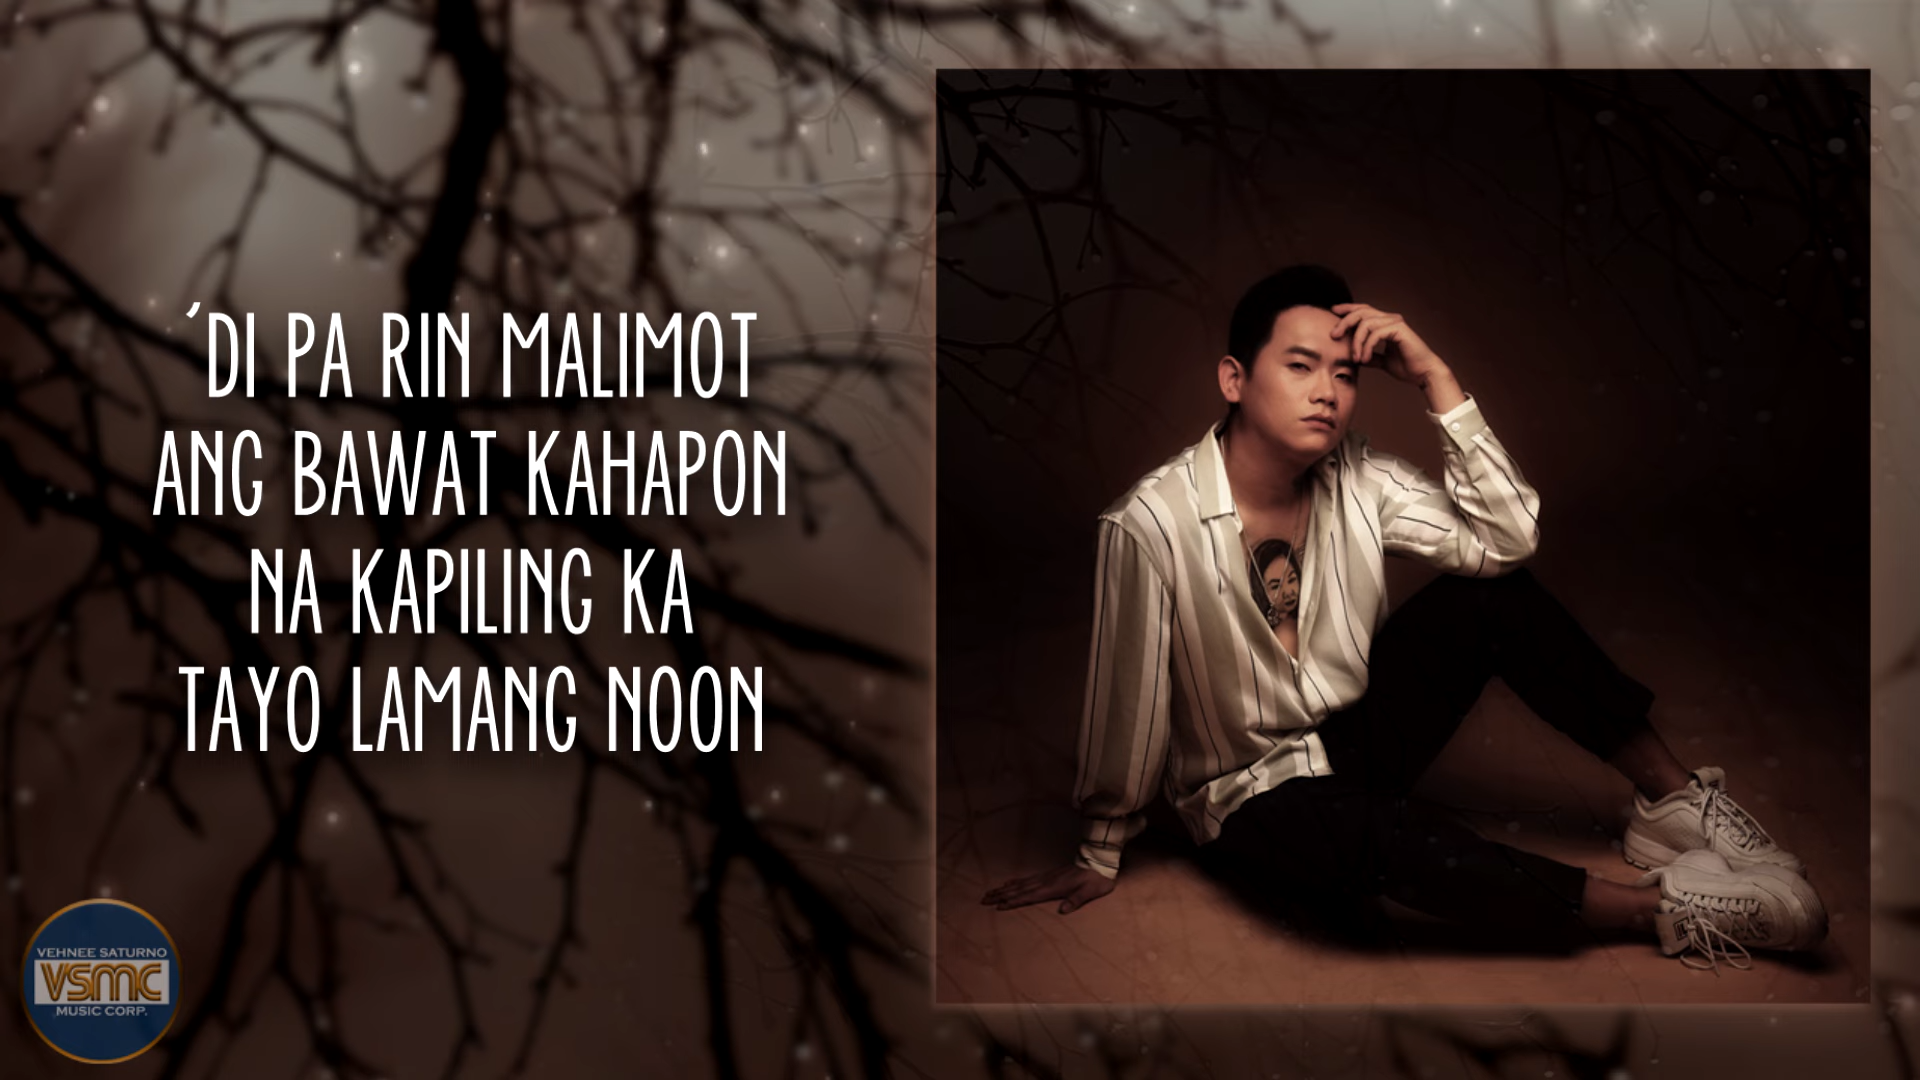 'DI PA RIN MALIMOT
ANG BAWAT KAHAPON
NA KAPILING KA
TAYO LAMANG NOON
VEHNEE SATURNO
VSMC
MUSIC CORP.